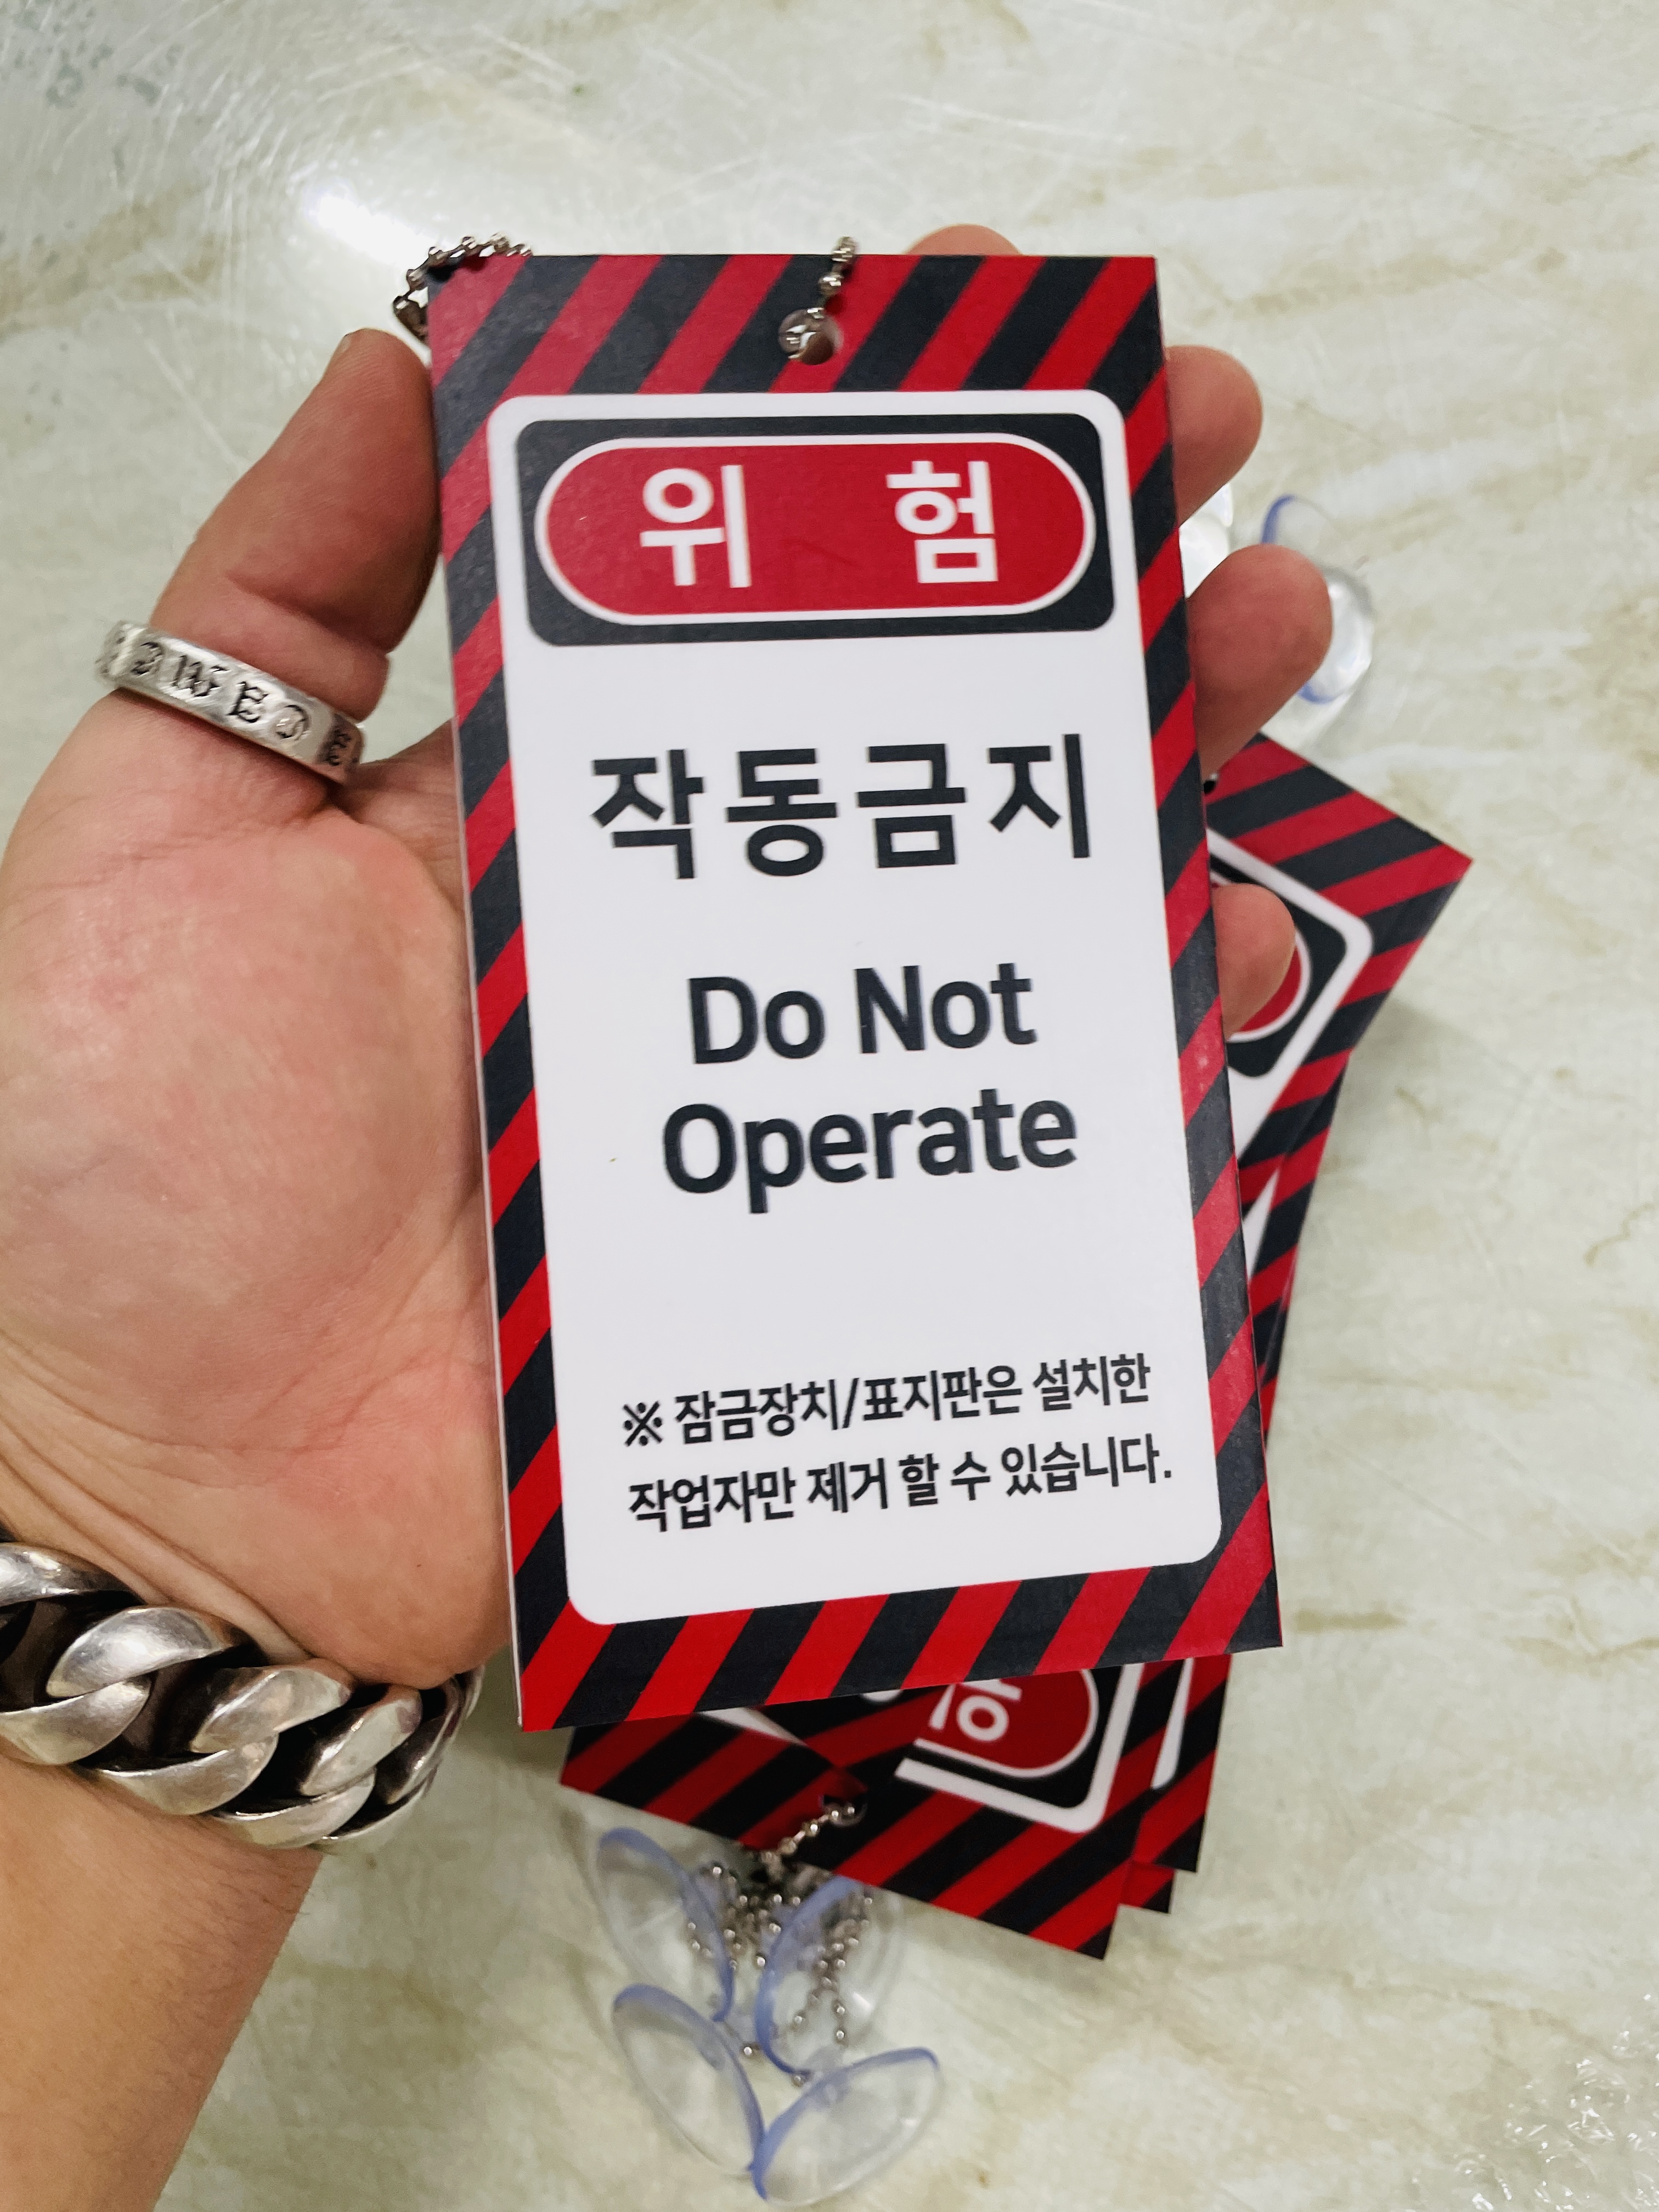 위 험
작동금지
Do Not
Operate
※ 잠금장치/표지판은 설치한
작업자만 제거 할 수 있습니다.